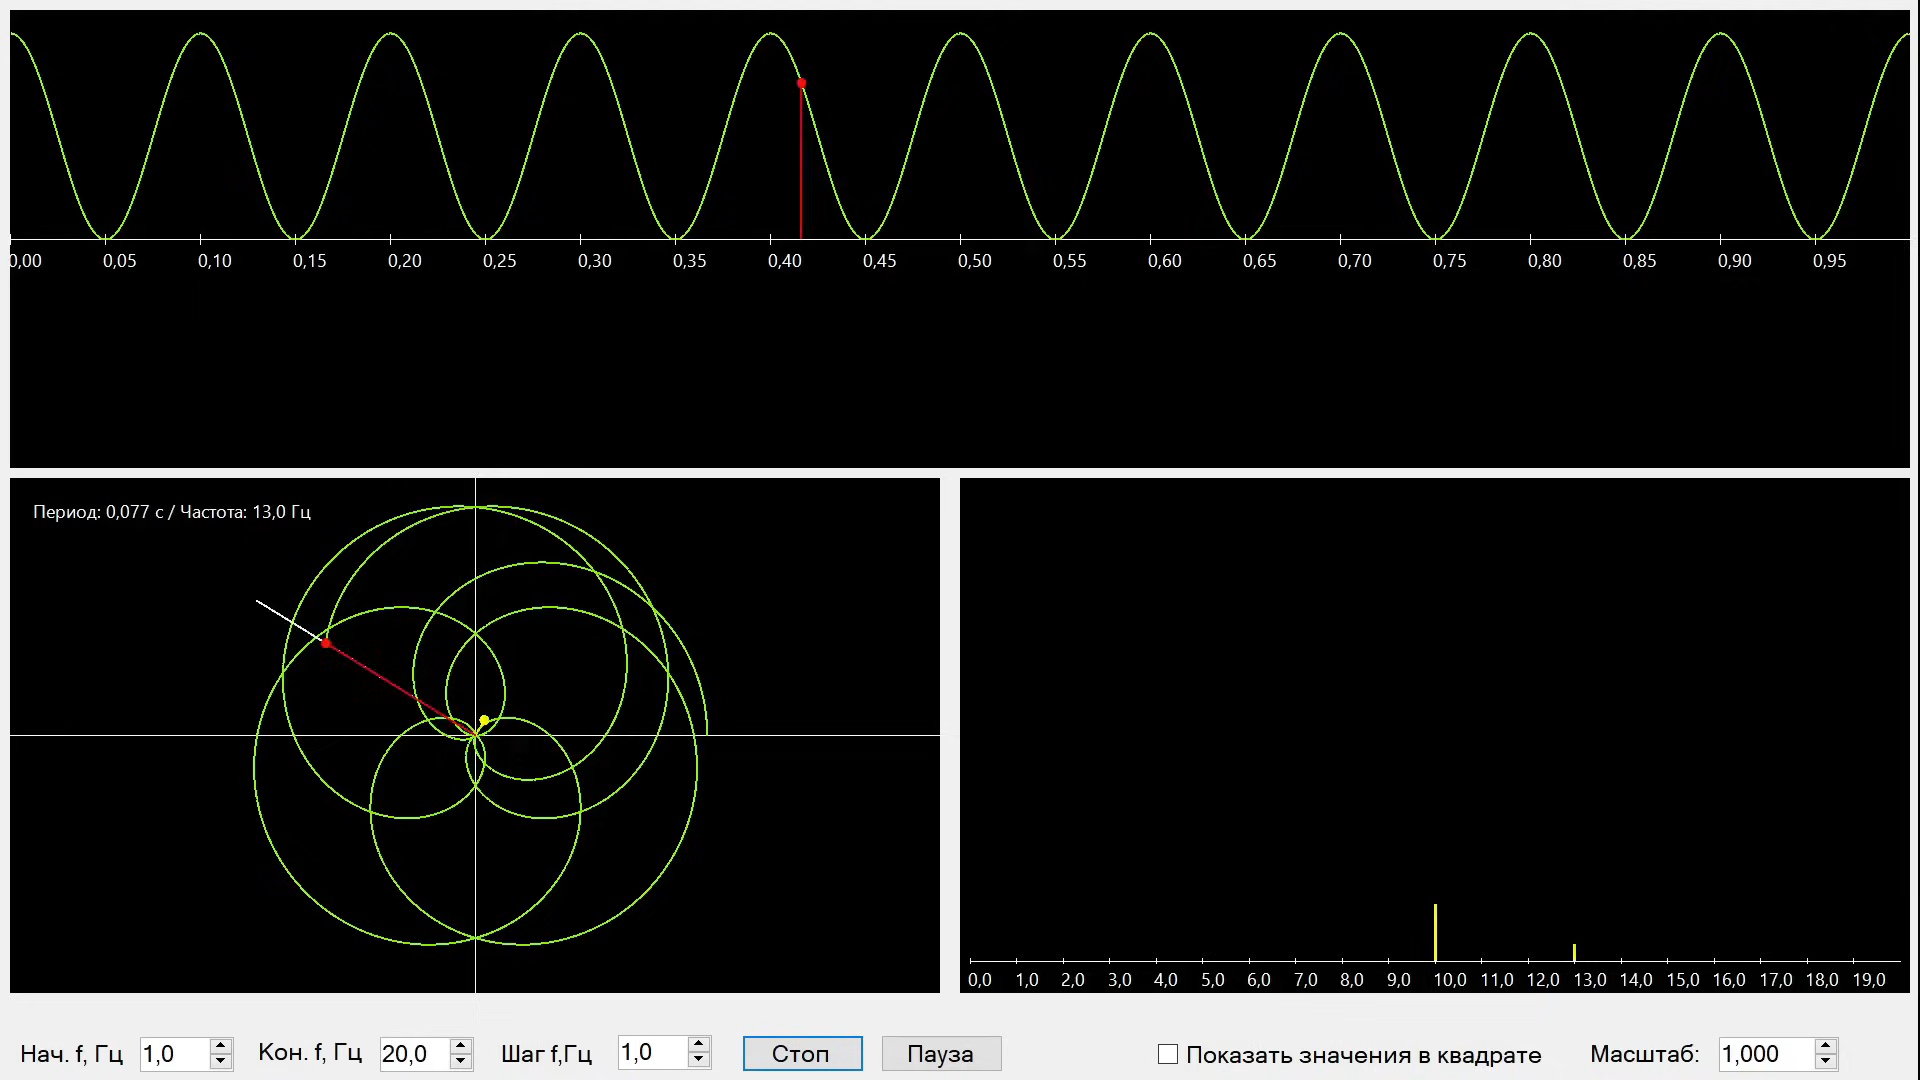 0,00 0,05 0,10 0,15 0,20 0,25 0,30 0,35 0,40 0,45 0,50 0,55 0,60 0,65 0,70 0,75 0,80 0,85 0,90 0,95
Период: 0,077 с / Частота: 13,0 Гц
0,0 1,0 2,0 3,0 4,0 5,0 6,0 7,0 8,0 9,0 10,0 11,0 12,0 13,0 14,0 15,0 16,0 17,0 18,0 19,0
Нач. f, Гц 1,0 Кон. f, Гц 20,0 Шаг f,Гц 1,0 Стоп Пауза Показать значения в квадрате Масштаб: 1,000